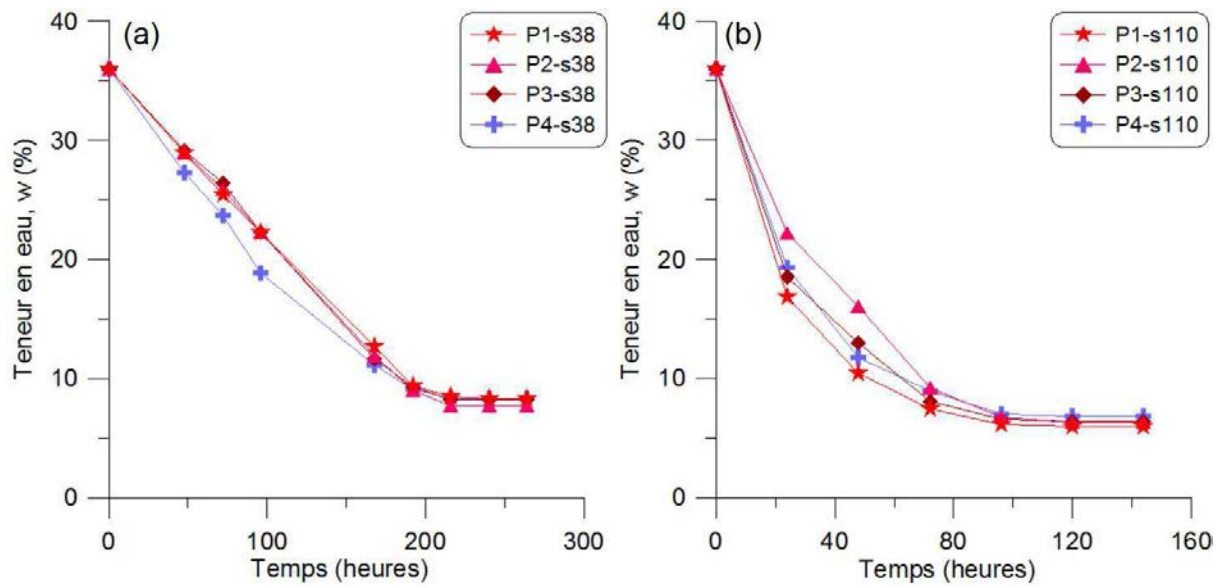 (a)
P1-s38
P2-s38
P3-s38
P4-s38
40
30
20
10
0
Teneur en eau, w (%)
0 100 200 300
Temps (heures)
(b)
P1-s110
P2-s110
P3-s110
P4-s110
40
30
20
10
0
Teneur en eau, w (%)
0 40 80 120 160
Temps (heures)